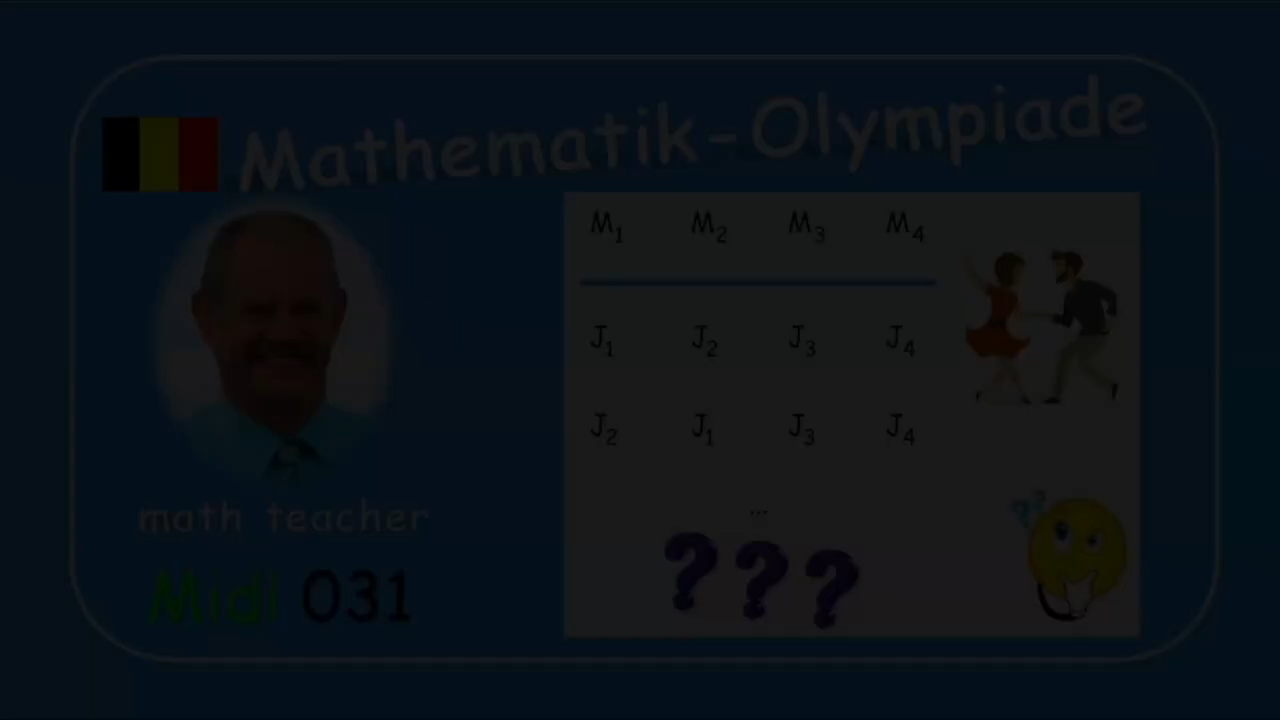 Mathematik-Olympiade
M1 M2 M3 M4
J1 J2 J3 J4
J2 J1 J3 J4
...
???
??
math teacher
Midi 031